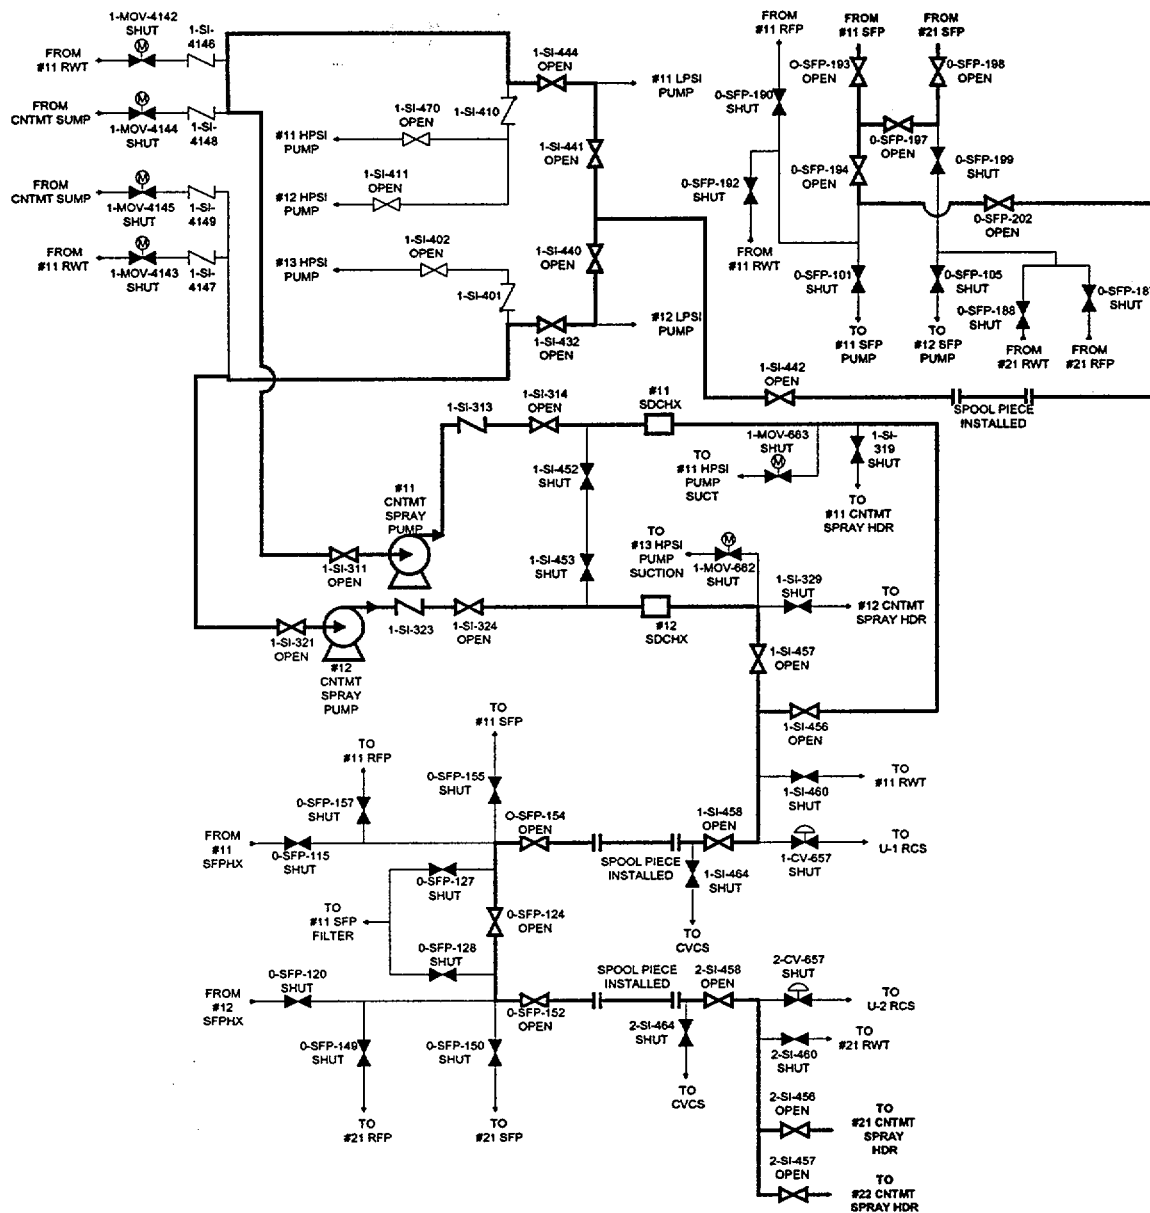 1-MOV-4142
SHUT
M
1-SI-
4146
FROM
#11 RWT
FROM
CNTMT SUMP
M
1-MOV-4144
SHUT
1-SI-
4148
FROM
CNTMT SUMP
M
1-MOV-4145
SHUT
1-SI-
4149
FROM
#11 RWT
M
1-MOV-4143
SHUT
1-SI-
4147
1-SI-444
OPEN
#11 LPSI
PUMP
1-SI-470
OPEN
1-SI-410
#11 HPSI
PUMP
1-SI-441
OPEN
1-SI-411
OPEN
#12 HPSI
PUMP
1-SI-402
OPEN
#13 HPSI
PUMP
1-SI-440
OPEN
1-SI-401
1-SI-432
OPEN
#12 LPSI
PUMP
FROM
#11 RFP
FROM
#11 SFP
FROM
#21 SFP
O-SFP-193
OPEN
0-SFP-198
OPEN
0-SFP-190
SHUT
0-SFP-197
OPEN
0-SFP-194
OPEN
0-SFP-199
SHUT
0-SFP-192
SHUT
0-SFP-202
OPEN
FROM
#11 RWT
0-SFP-101
SHUT
0-SFP-105
SHUT
0-SFP-187
SHUT
0-SFP-188
SHUT
TO
#11 SFP
PUMP
TO
#12 SFP
PUMP
FROM
#21 RWT
FROM
#21 RFP
1-SI-442
OPEN
SPOOL PIECE
INSTALLED
1-SI-313
1-SI-314
OPEN
#11
SDCHX
1-MOV-663
SHUT
M
1-SI-
319
SHUT
TO
#11 HPSI
PUMP
SUCT
TO
#11 CNTMT
SPRAY HDR
1-SI-452
SHUT
#11
CNTMT
SPRAY
PUMP
1-SI-311
OPEN
1-SI-453
SHUT
TO
#13 HPSI
PUMP
SUCTION
M
1-MOV-662
SHUT
1-SI-329
SHUT
TO
#12 CNTMT
SPRAY HDR
1-SI-321
OPEN
#12
CNTMT
SPRAY
PUMP
1-SI-323
1-SI-324
OPEN
#12
SDCHX
1-SI-457
OPEN
1-SI-456
OPEN
TO
#11 SFP
TO
#11 RFP
0-SFP-155
SHUT
0-SFP-157
SHUT
O-SFP-154
OPEN
1-SI-458
OPEN
1-SI-460
SHUT
TO
#11 RWT
FROM
#11
SFPHX
0-SFP-115
SHUT
SPOOL PIECE
INSTALLED
1-SI-464
SHUT
1-CV-657
SHUT
TO
U-1 RCS
0-SFP-127
SHUT
TO
#11 SFP
FILTER
0-SFP-124
OPEN
TO
CVCS
0-SFP-128
SHUT
0-SFP-120
SHUT
FROM
#12
SFPHX
SPOOL PIECE
INSTALLED
2-SI-458
OPEN
2-CV-657
SHUT
TO
U-2 RCS
0-SFP-152
OPEN
0-SFP-149
SHUT
0-SFP-150
SHUT
2-SI-464
SHUT
2-SI-460
SHUT
TO
#21 RWT
TO
CVCS
TO
#21 RFP
TO
#21 SFP
2-SI-456
OPEN
TO
#21 CNTMT
SPRAY
HDR
2-SI-457
OPEN
TO
#22 CNTMT
SPRAY HDR